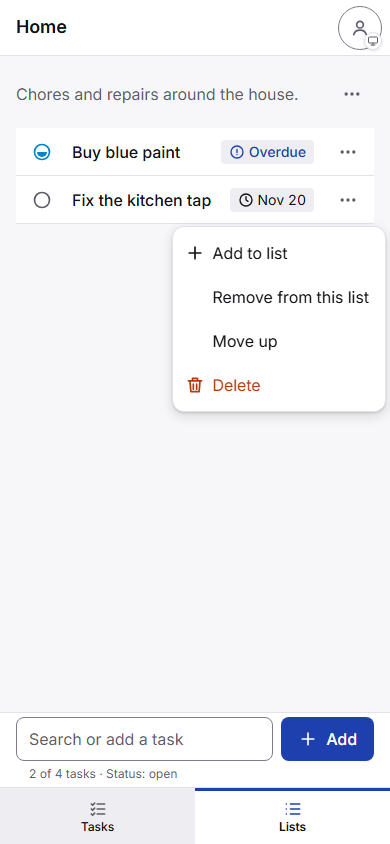 Home
Chores and repairs around the house.
Buy blue paint Overdue
Fix the kitchen tap Nov 20
Add to list
Remove from this list
Move up
Delete
Search or add a task
Add
2 of 4 tasks · Status: open
Tasks Lists